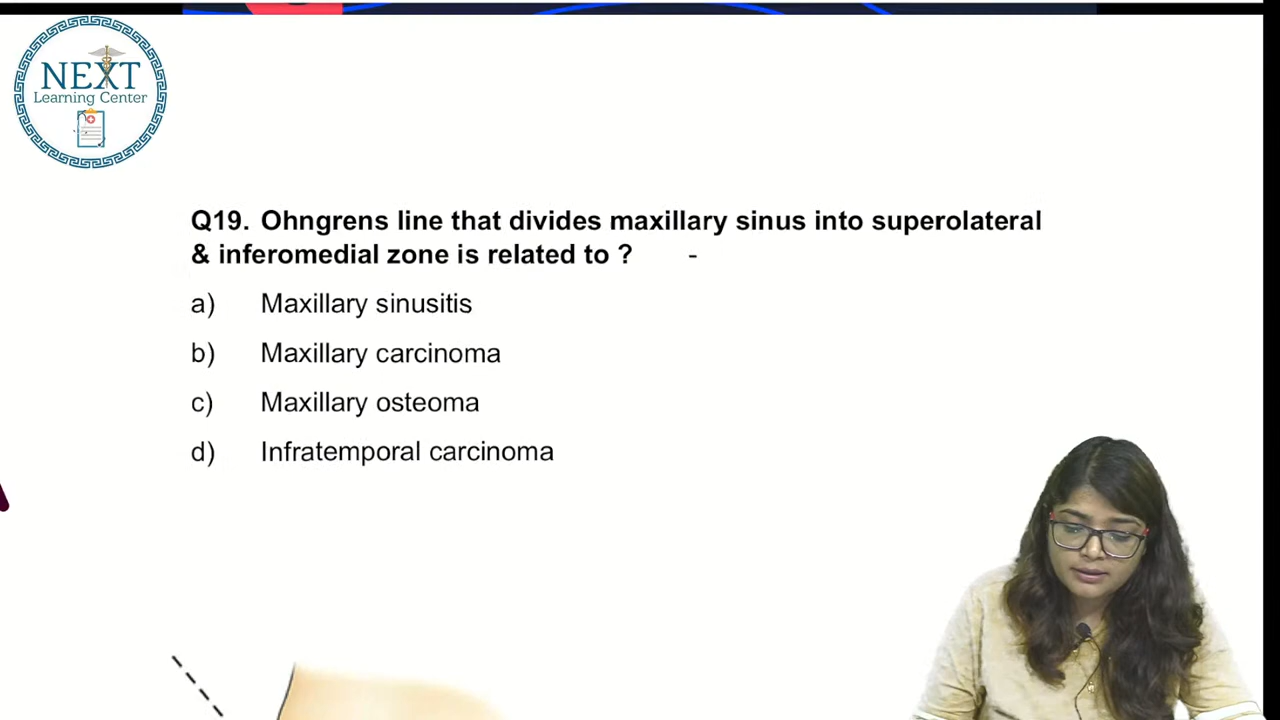 NEXT
Learning Center
Q19. Ohngrens line that divides maxillary sinus into superolateral
& inferomedial zone is related to ? -
a) Maxillary sinusitis
b) Maxillary carcinoma
c) Maxillary osteoma
d) Infratemporal carcinoma